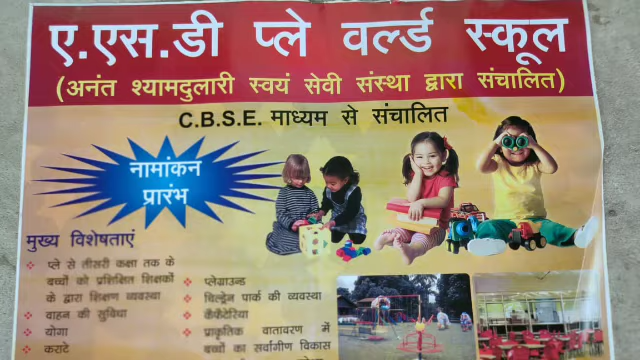 ए.एस.डी प्ले वर्ल्ड स्कूल
(अनंत श्यामदुलारी स्वयं सेवी संस्था द्वारा संचालित)
C.B.S.E. माध्यम से संचालित
नामांकन
प्रारंभ
मुख्य विशेषताएं
प्ले से तीसरी कक्षा तक के
बच्चों को प्रशिक्षित शिक्षकों
के द्वारा शिक्षण व्यवस्था
वाहन की सुविधा
योगा
कराटे
प्लेग्राउन्ड
चिल्ड्रेन पार्क की व्यवस्था
कैफेटेरिया
प्राकृतिक वातावरण में
बच्चों का सर्वागीण विकास